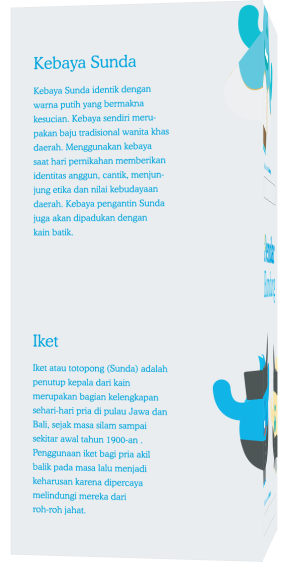 Kebaya Sunda
Kebaya Sunda identik dengan
warna putih yang bermakna
kesucian. Kebaya sendiri meru-
pakan baju tradisional wanita khas
daerah. Menggunakan kebaya
saat hari pernikahan memberikan
identitas anggun, cantik, menjun-
jung etika dan nilai kebudayaan
daerah. Kebaya pengantin Sunda
juga akan dipadukan dengan
kain batik.
Iket
Iket atau totopong (Sunda) adalah
penutup kepala dari kain
merupakan bagian kelengkapan
sehari-hari pria di pulau Jawa dan
Bali, sejak masa silam sampai
sekitar awal tahun 1900-an .
Penggunaan iket bagi pria akil
balik pada masa lalu menjadi
keharusan karena dipercaya
melindungi mereka dari
roh-roh jahat.